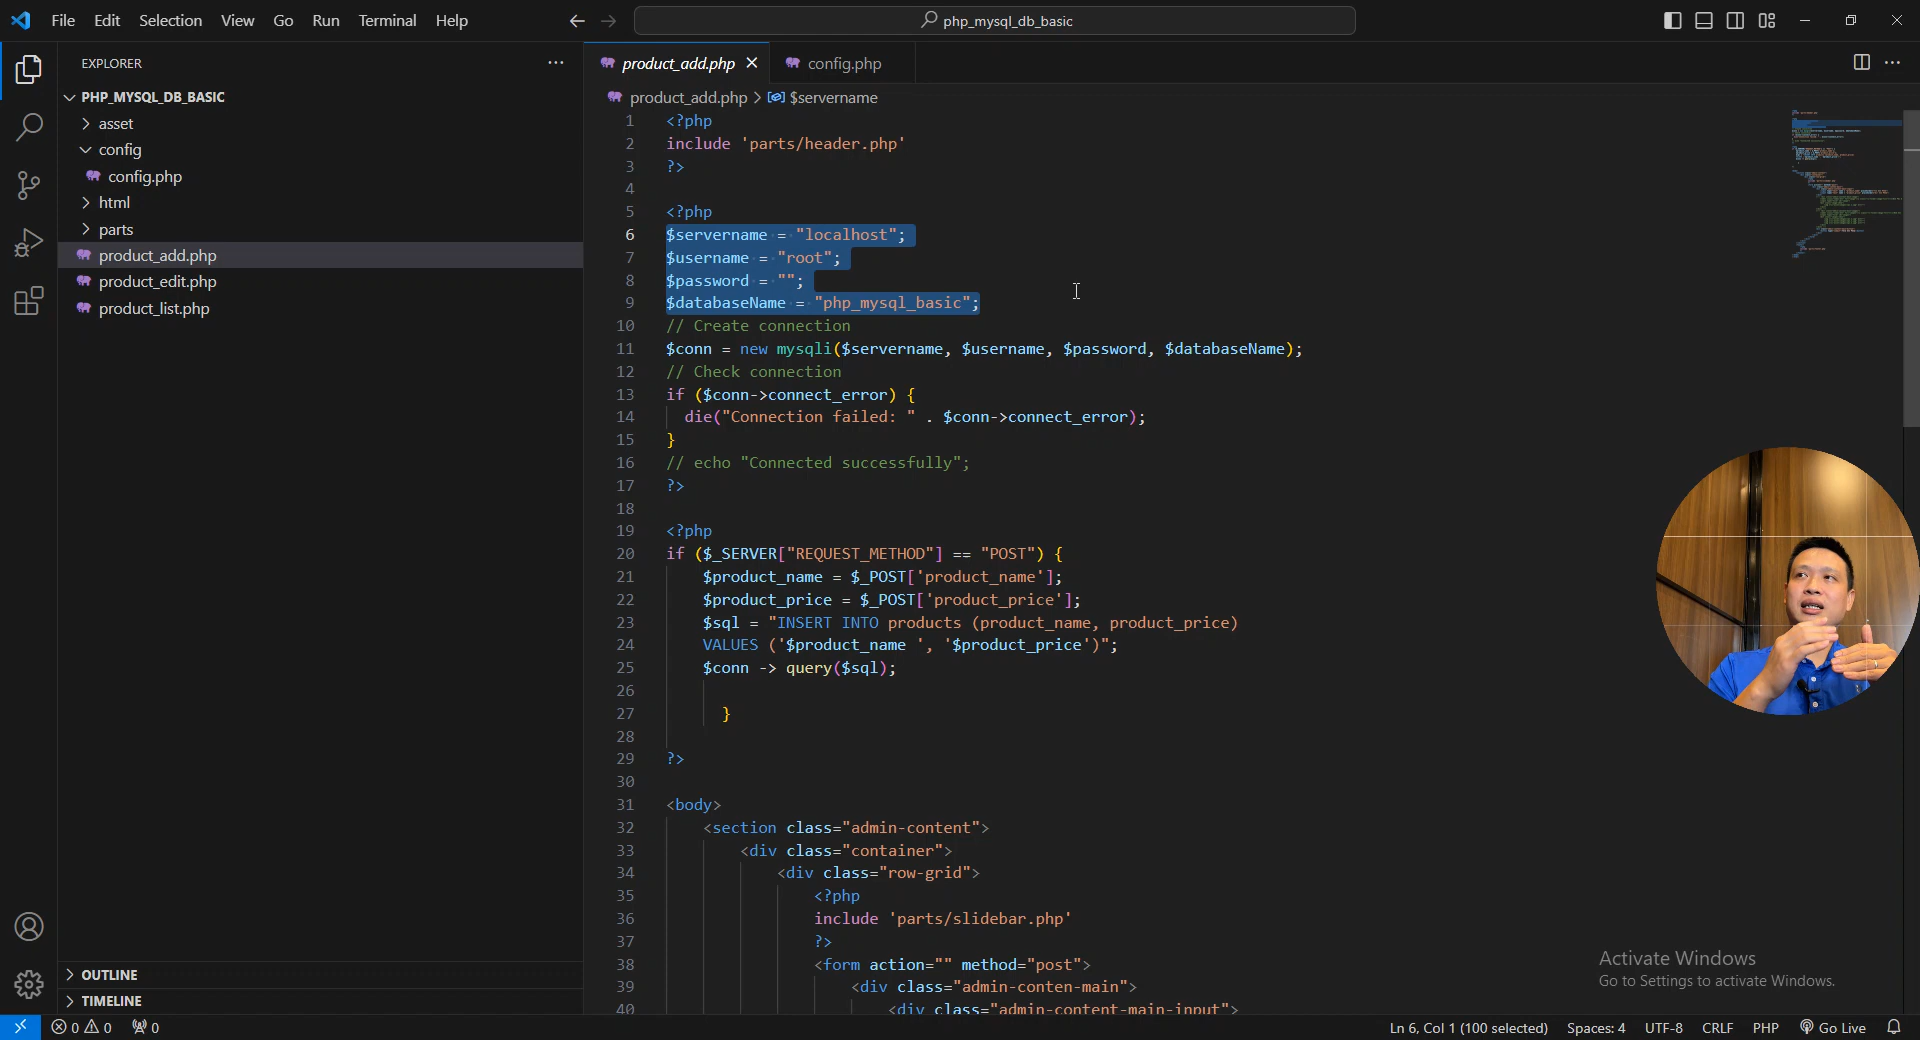 File Edit Selection View Go Run Terminal Help
php_mysql_db_basic
EXPLORER
PHP_MYSQL_DB_BASIC
asset
config
config.php
html
parts
product_add.php
product_edit.php
product_list.php
OUTLINE
TIMELINE
product_add.php
config.php
product_add.php > $servername
1 <?php
2 include 'parts/header.php'
3 ?>
4
5 <?php
6 $servername = "localhost";
7 $username = "root";
8 $password = "";
9 $databaseName = "php_mysql_basic";
10 // Create connection
11 $conn = new mysqli($servername, $username, $password, $databaseName);
12 // Check connection
13 if ($conn->connect_error) {
14 die("Connection failed: " . $conn->connect_error);
15 }
16 // echo "Connected successfully";
17 ?>
18
19 <?php
20 if ($_SERVER["REQUEST_METHOD"] == "POST") {
21 $product_name = $_POST['product_name'];
22 $product_price = $_POST['product_price'];
23 $sql = "INSERT INTO products (product_name, product_price)
24 VALUES ('$product_name ', '$product_price')";
25 $conn -> query($sql);
26
27 }
28
29 ?>
30
31 <body>
32 <section class="admin-content">
33 <div class="container">
34 <div class="row-grid">
35 <?php
36 include 'parts/slidebar.php'
37 ?>
38 <form action="" method="post">
39 <div class="admin-conten-main">
40 <div class="admin-content-main-input">
Activate Windows
Go to Settings to activate Windows.
0 0 0
Ln 6, Col 1 (100 selected) Spaces: 4 UTF-8 CRLF PHP Go Live